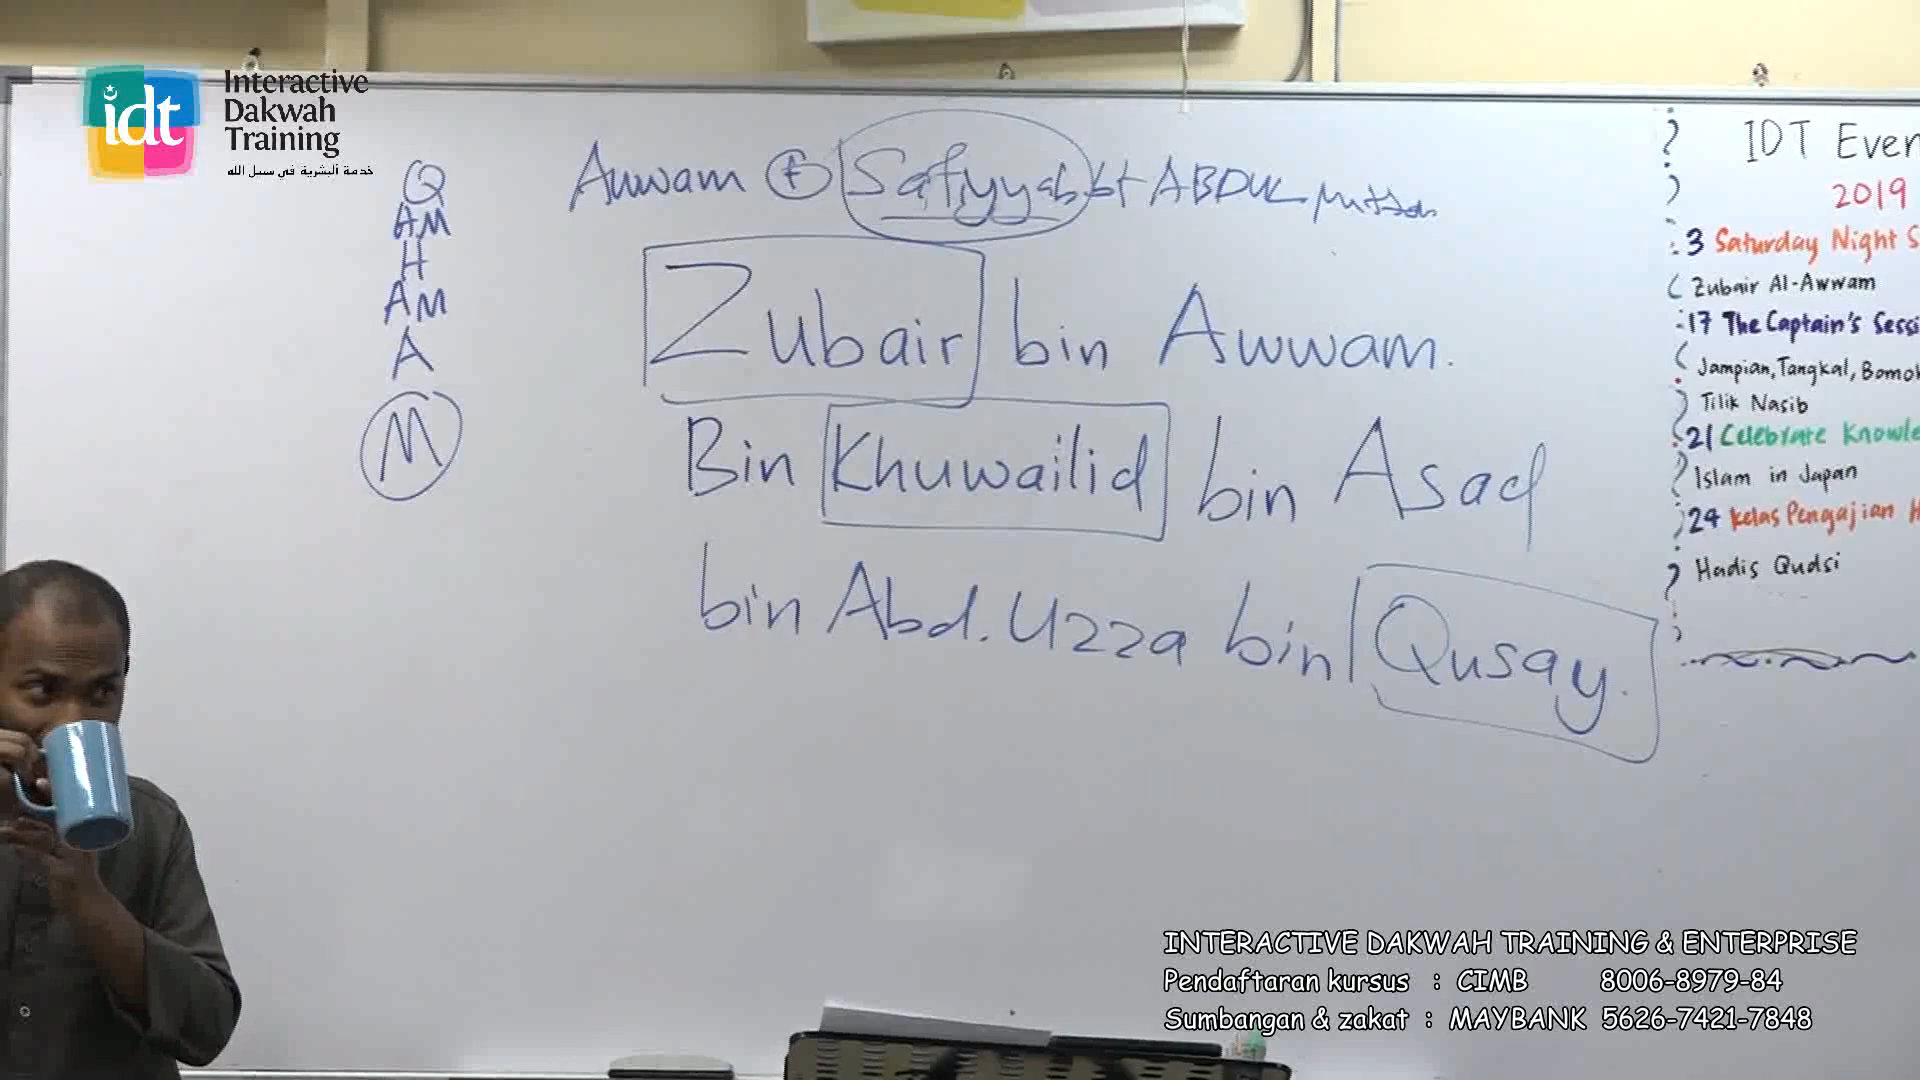 idt
Interactive
Dakwah
Training
خدمة البشرية في سبيل الله
Q
AM
H
AM
A
M
Awwam + Safiyyah bt ABDUL
Zubair bin Awwam.
Bin Khuwailid bin Asad
bin Abd. Uzza bin Qusay.
IDT Even
2019
3 Saturday Night S
Zubair Al-Awwam
17 The Captain's Sessi
Jampian, Tangkal, Bomoh
Tilik Nasib
21 Celebrate Knowle
Islam in Japan
24 Kelas Pengajian H
Hadis Qudsi
INTERACTIVE DAKWAH TRAINING & ENTERPRISE
Pendaftaran kursus : CIMB 8006-8979-84
Sumbangan & zakat : MAYBANK 5626-7421-7848